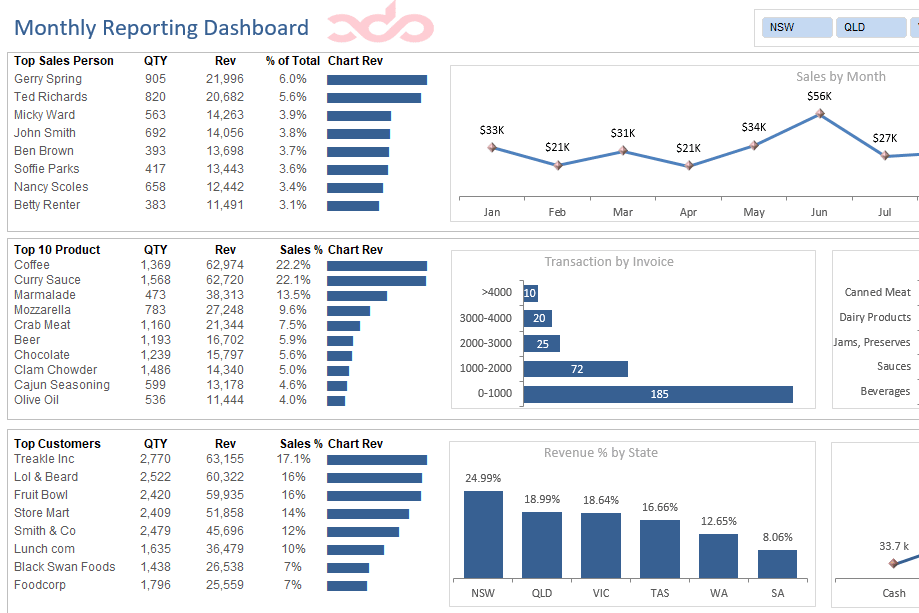 Monthly Reporting Dashboard
NSW QLD
Top Sales Person QTY Rev % of Total Chart Rev
Gerry Spring 905 21,996 6.0%
Ted Richards 820 20,682 5.6%
Micky Ward 563 14,263 3.9%
John Smith 692 14,056 3.8%
Ben Brown 393 13,698 3.7%
Soffie Parks 417 13,443 3.6%
Nancy Scoles 658 12,442 3.4%
Betty Renter 383 11,491 3.1%
Sales by Month
$33K $21K $31K $21K $34K $56K $27K
Jan Feb Mar Apr May Jun Jul
Top 10 Product QTY Rev Sales % Chart Rev
Coffee 1,369 62,974 22.2%
Curry Sauce 1,568 62,720 22.1%
Marmalade 473 38,313 13.5%
Mozzarella 783 27,248 9.6%
Crab Meat 1,160 21,344 7.5%
Beer 1,193 16,702 5.9%
Chocolate 1,239 15,797 5.6%
Clam Chowder 1,486 14,340 5.0%
Cajun Seasoning 599 13,178 4.6%
Olive Oil 536 11,444 4.0%
Transaction by Invoice
>4000 10
3000-4000 20
2000-3000 25
1000-2000 72
0-1000 185
Canned Meat
Dairy Products
Jams, Preserves
Sauces
Beverages
Top Customers QTY Rev Sales % Chart Rev
Treakle Inc 2,770 63,155 17.1%
Lol & Beard 2,522 60,322 16%
Fruit Bowl 2,420 59,935 16%
Store Mart 2,409 51,858 14%
Smith & Co 2,479 45,696 12%
Lunch com 1,635 36,479 10%
Black Swan Foods 1,438 26,538 7%
Foodcorp 1,796 25,559 7%
Revenue % by State
24.99% 18.99% 18.64% 16.66% 12.65% 8.06%
NSW QLD VIC TAS WA SA
33.7 k
Cash